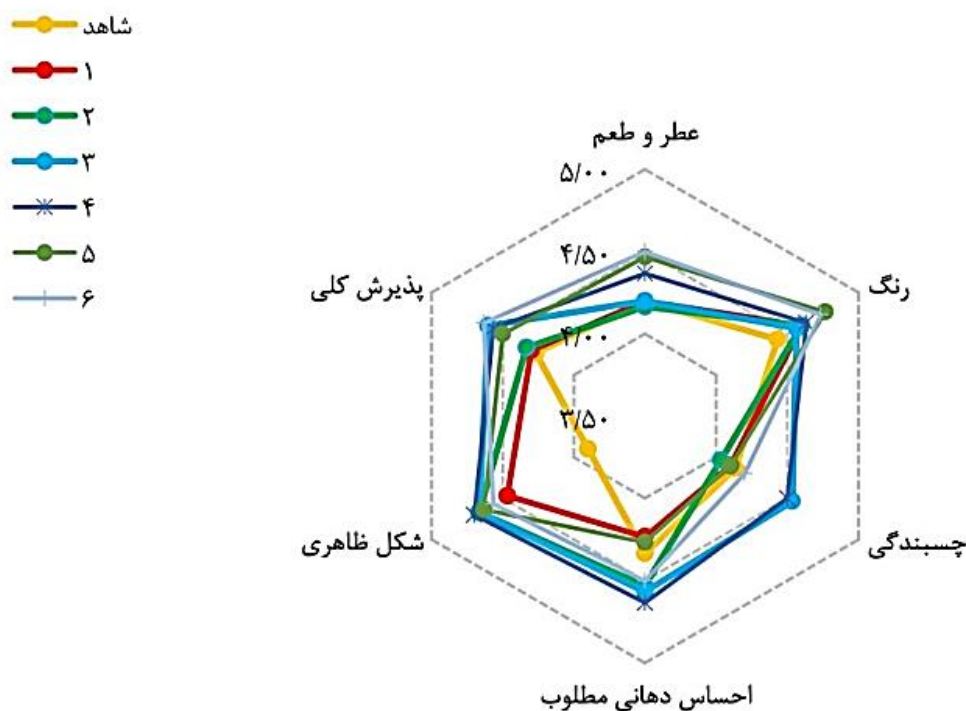 شاهد
۱
۲
۳
۴
۵
۶
عطر و طعم
۵/۰۰
۴/۵۰
۴/۰۰
۳/۵۰
رنگ
چسبندگی
احساس دهانی مطلوب
شکل ظاهری
پذیرش کلی